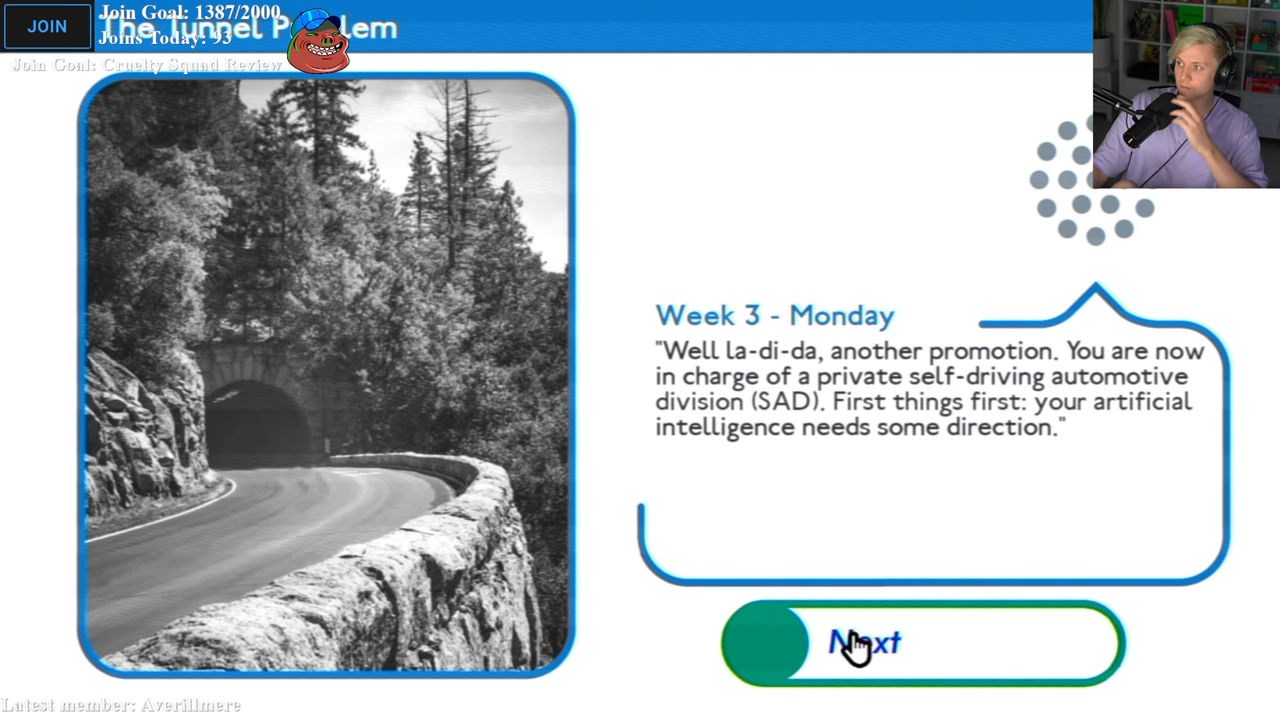 JOIN
Join Goal: 1387/2000
The Tunnel P lem
Joins Today: 93
Join Goal: Cruelty Squad Review
Week 3 - Monday
"Well la-di-da, another promotion. You are now
in charge of a private self-driving automotive
division (SAD). First things first: your artificial
intelligence needs some direction."
Next
Latest member: Averillmere